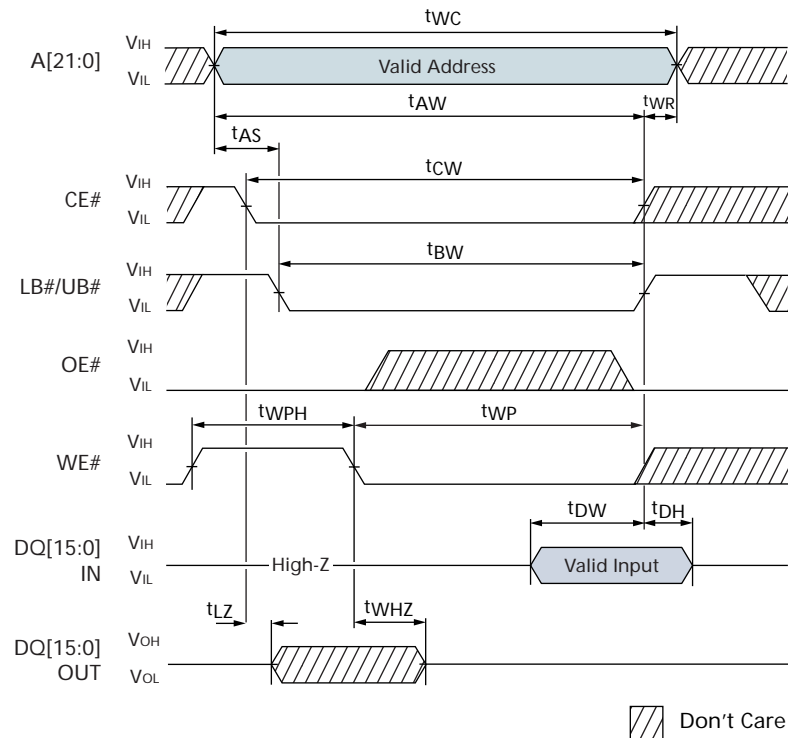 tWC
A[21:0]
VIH
VIL
Valid Address
tAW
tWR
tAS
CE#
VIH
VIL
tCW
LB#/UB#
VIH
VIL
tBW
OE#
VIH
VIL
tWPH
tWP
WE#
VIH
VIL
tDW
tDH
DQ[15:0]
IN
VIH
VIL
High-Z
Valid Input
tLZ
tWHZ
DQ[15:0]
OUT
VOH
VOL
Don't Care